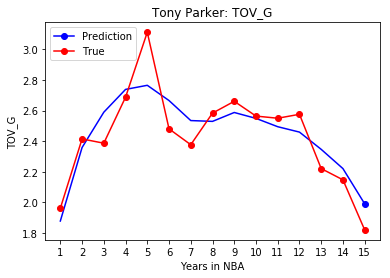 Tony Parker: TOV_G
Prediction
True
TOV_G
3.0
2.8
2.6
2.4
2.2
2.0
1.8
1 2 3 4 5 6 7 8 9 10 11 12 13 14 15
Years in NBA